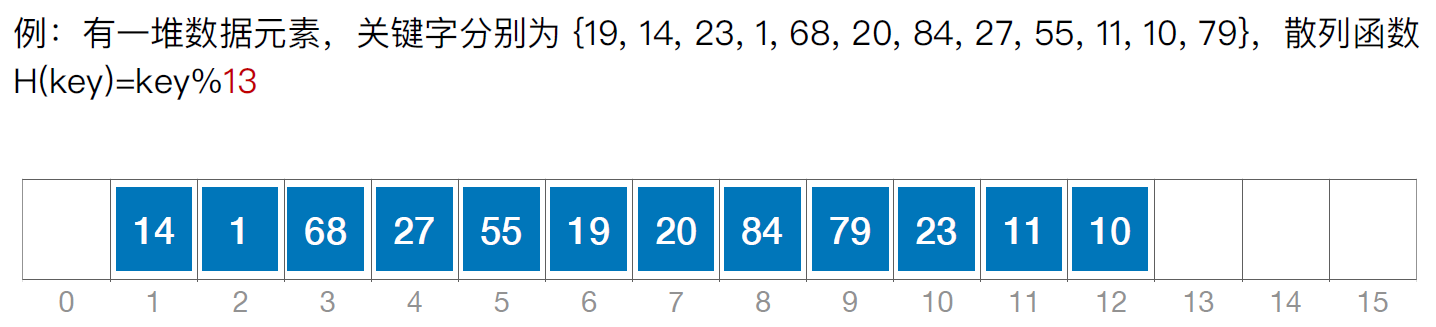 例：有一堆数据元素，关键字分别为 {19, 14, 23, 1, 68, 20, 84, 27, 55, 11, 10, 79}，散列函数
H(key)=key%13
14 1 68 27 55 19 20 84 79 23 11 10
0 1 2 3 4 5 6 7 8 9 10 11 12 13 14 15